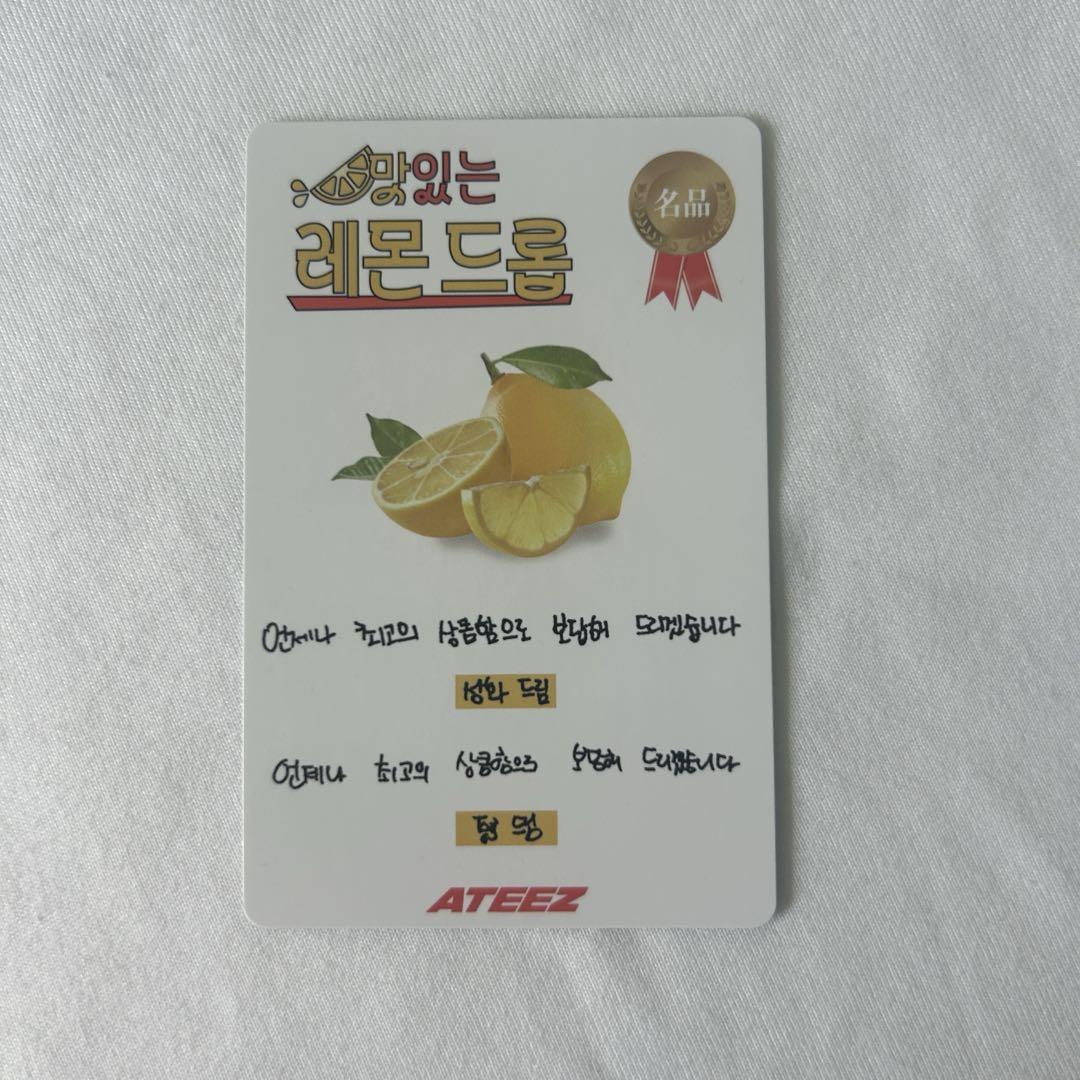 맛있는
레몬 드롭
名品
언제나 최고의 상큼함으로 보답해 드리겠습니다
성화 드림
언제나 최고의 상큼함으로 보답해 드리겠습니다
드림
ATEEZ